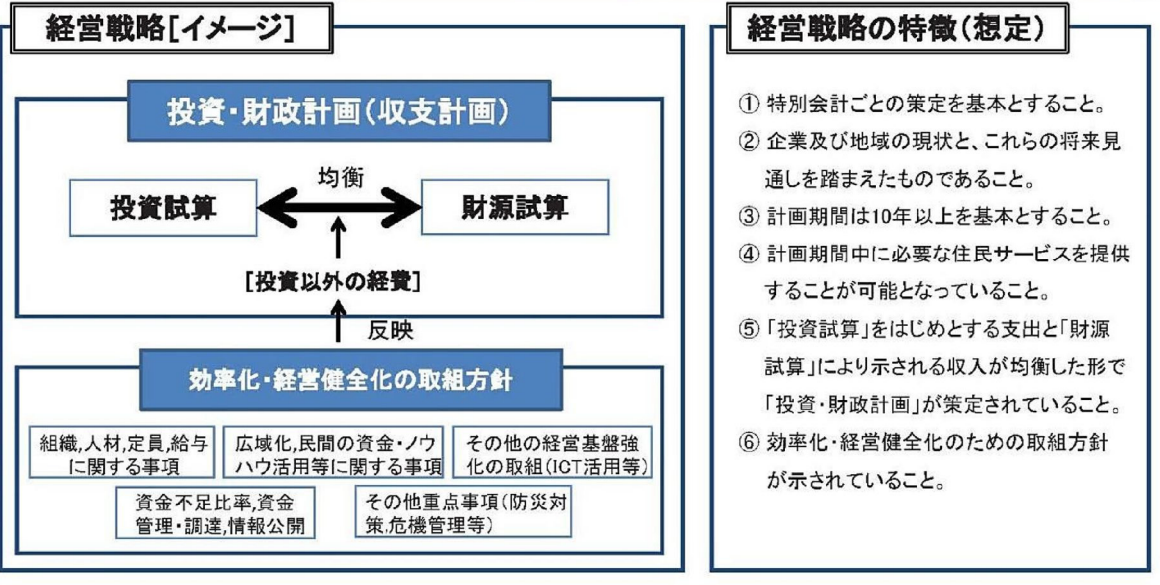 経営戦略[イメージ]
投資・財政計画(収支計画)
均衡
投資試算
財源試算
[投資以外の経費]
反映
効率化・経営健全化の取組方針
組織,人材,定員,給与
に関する事項
広域化,民間の資金・ノウ
ハウ活用等に関する事項
その他の経営基盤強
化の取組(ICT活用等)
資金不足比率,資金
管理・調達,情報公開
その他重点事項(防災対
策,危機管理等)
経営戦略の特徴(想定)
① 特別会計ごとの策定を基本とすること。
② 企業及び地域の現状と、これらの将来見
通しを踏まえたものであること。
③ 計画期間は10年以上を基本とすること。
④ 計画期間中に必要な住民サービスを提供
することが可能となっていること。
⑤ 「投資試算」をはじめとする支出と「財源
試算」により示される収入が均衡した形で
「投資・財政計画」が策定されていること。
⑥ 効率化・経営健全化のための取組方針
が示されていること。